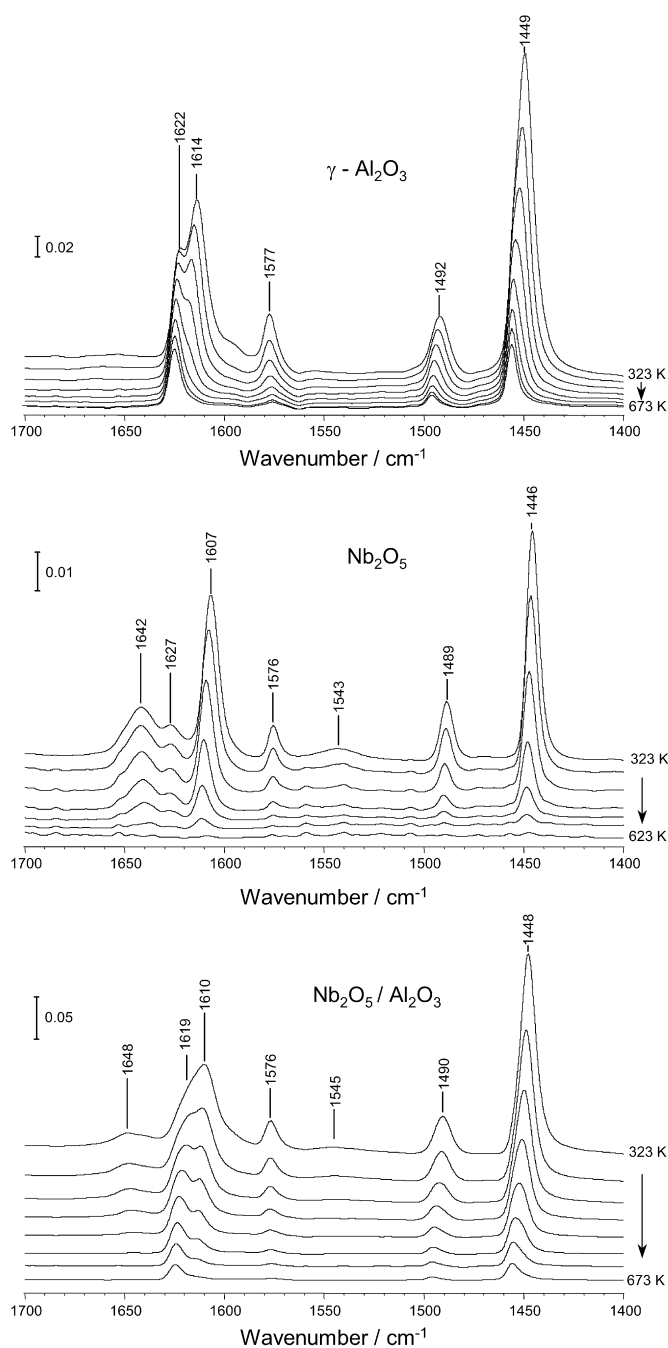 1449
1622
1614
γ - Al₂O₃
0.02
1577
1492
323 K
673 K
1700 1650 1600 1550 1500 1450 1400
Wavenumber / cm⁻¹
1446
1607
Nb₂O₅
0.01
1642
1627
1576
1543
1489
323 K
623 K
1700 1650 1600 1550 1500 1450 1400
Wavenumber / cm⁻¹
1448
1610
Nb₂O₅ / Al₂O₃
0.05
1648
1619
1576
1545
1490
323 K
673 K
1700 1650 1600 1550 1500 1450 1400
Wavenumber / cm⁻¹